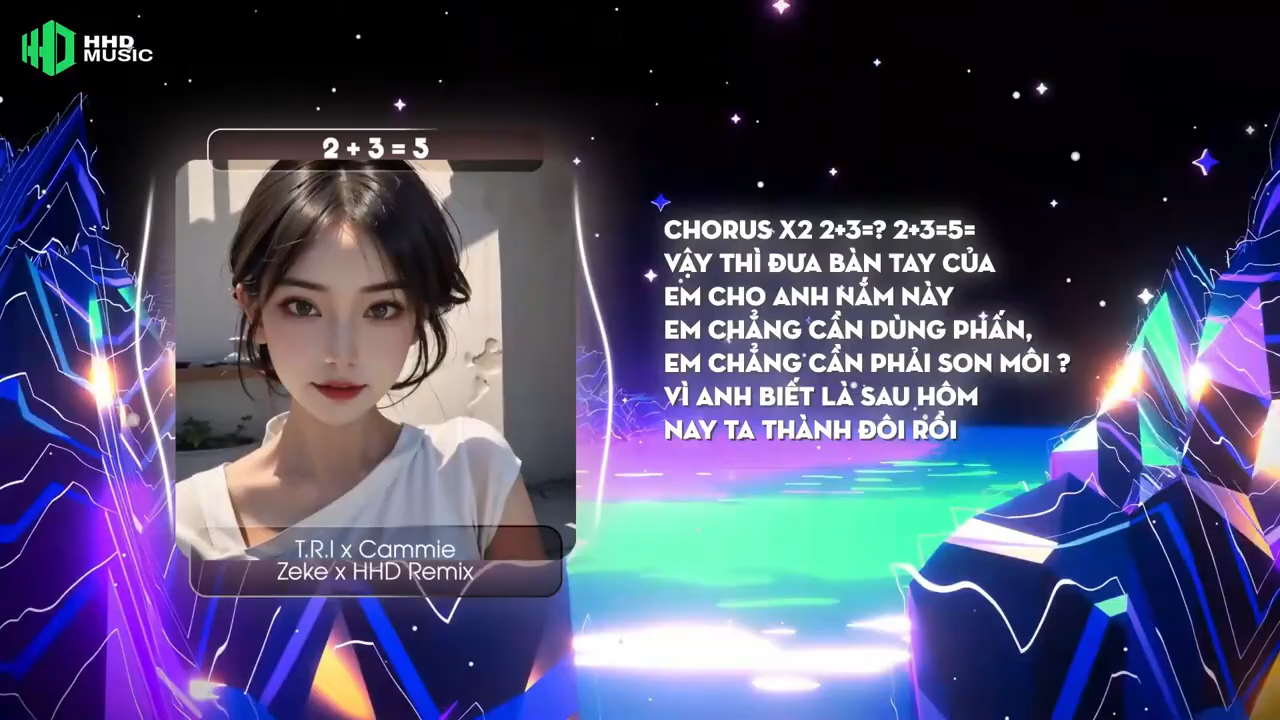 HHD
MUSIC
2 + 3 = 5
T.R.I x Cammie
Zeke x HHD Remix
CHORUS X2 2+3=? 2+3=5=
VẬY THÌ ĐƯA BÀN TAY CỦA
EM CHO ANH NẮM NÀY
EM CHẲNG CẦN DÙNG PHẤN,
EM CHẲNG CẦN PHẢI SON MÔI ?
VÌ ANH BIẾT LÀ SAU HÔM
NAY TA THÀNH ĐÔI RỒI